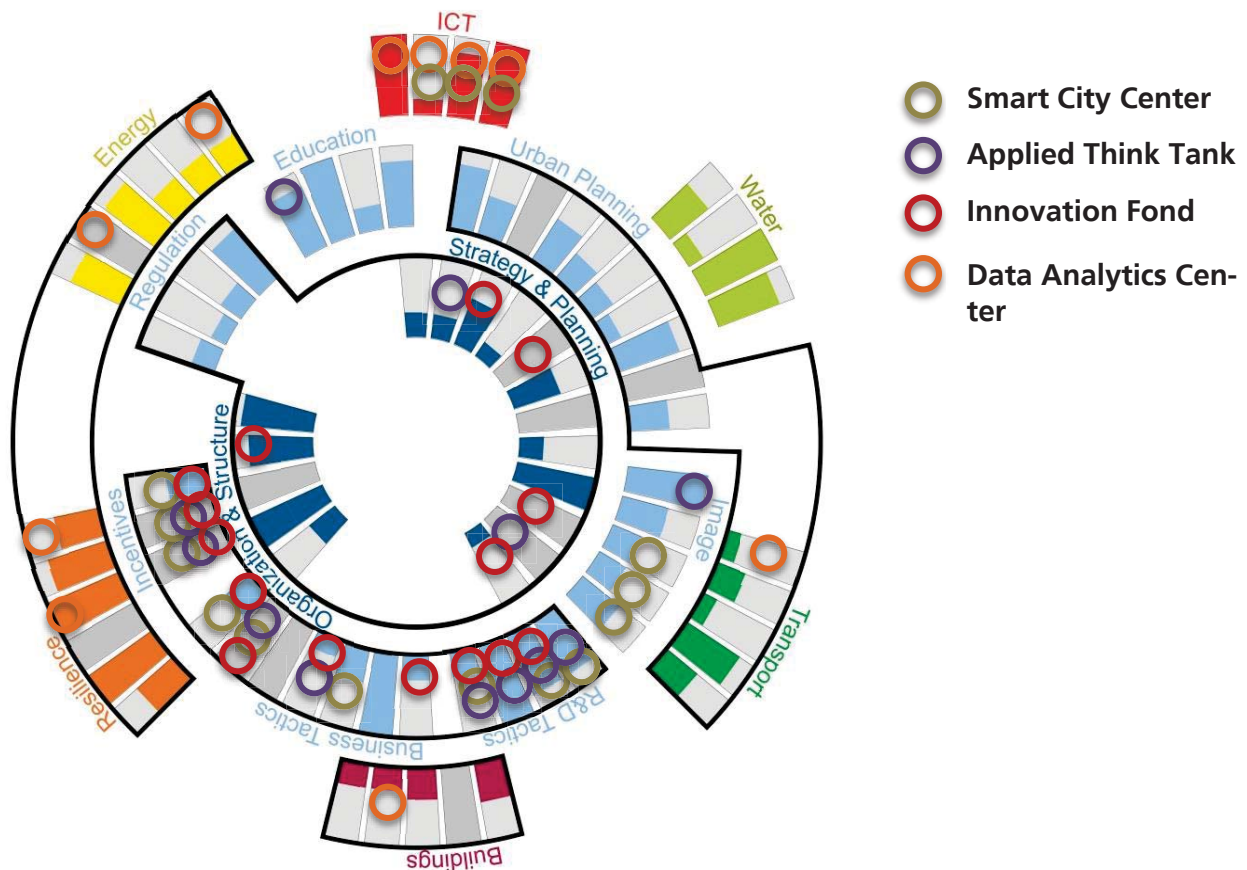 ICT
Energy
Education
Urban Planning
Water
Regulation
Strategy & Planning
Organization & Structure
Incentives
Image
Transport
Resilience
Business Tactics
R&D Tactics
Buildings
Smart City Center
Applied Think Tank
Innovation Fond
Data Analytics Cen-
ter